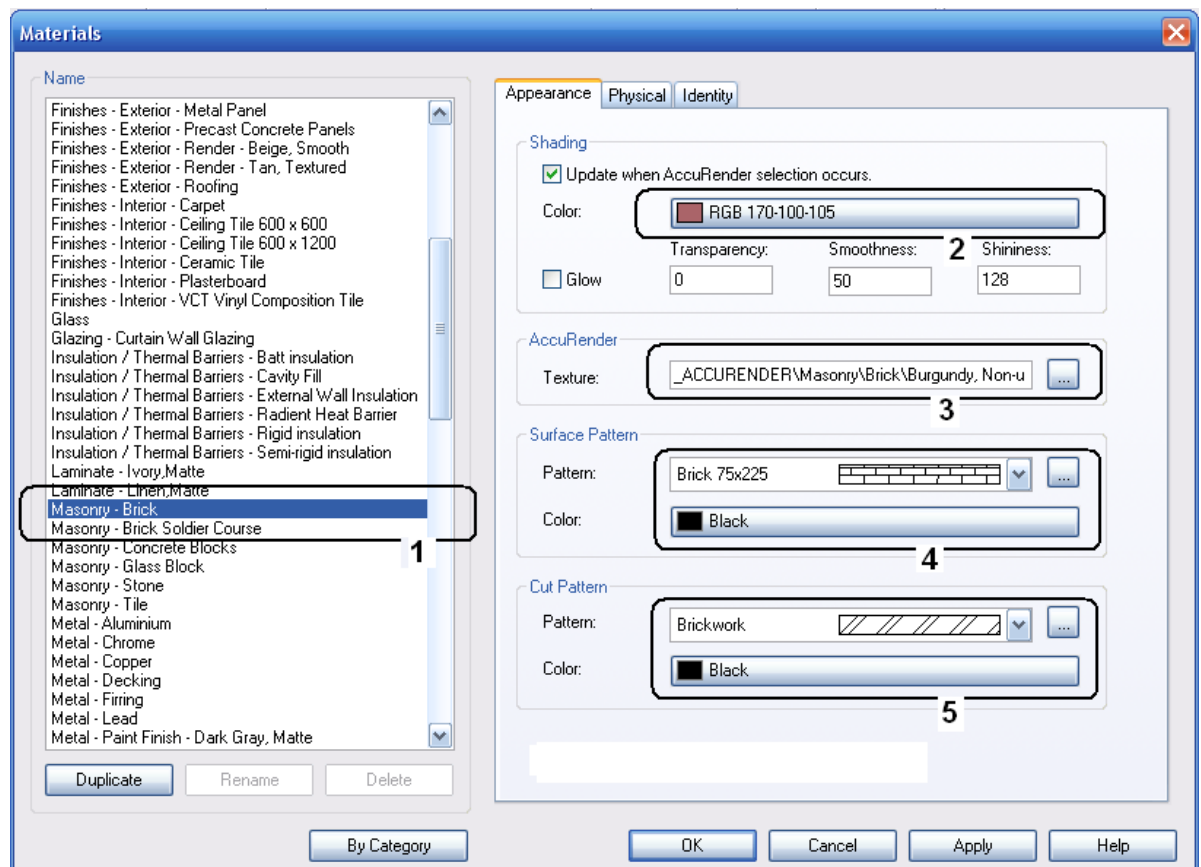 Materials
Name
Finishes - Exterior - Metal Panel
Finishes - Exterior - Precast Concrete Panels
Finishes - Exterior - Render - Beige, Smooth
Finishes - Exterior - Render - Tan, Textured
Finishes - Exterior - Roofing
Finishes - Interior - Carpet
Finishes - Interior - Ceiling Tile 600 x 600
Finishes - Interior - Ceiling Tile 600 x 1200
Finishes - Interior - Ceramic Tile
Finishes - Interior - Plasterboard
Finishes - Interior - VCT Vinyl Composition Tile
Glass
Glazing - Curtain Wall Glazing
Insulation / Thermal Barriers - Batt insulation
Insulation / Thermal Barriers - Cavity Fill
Insulation / Thermal Barriers - External Wall Insulation
Insulation / Thermal Barriers - Radient Heat Barrier
Insulation / Thermal Barriers - Rigid insulation
Insulation / Thermal Barriers - Semi-rigid insulation
Laminate - Ivory,Matte
Laminate - Linen,Matte
Masonry - Brick
Masonry - Brick Soldier Course
Masonry - Concrete Blocks
1
Masonry - Glass Block
Masonry - Stone
Masonry - Tile
Metal - Aluminium
Metal - Chrome
Metal - Copper
Metal - Decking
Metal - Firring
Metal - Lead
Metal - Paint Finish - Dark Gray, Matte
Duplicate Rename Delete
By Category
Appearance Physical Identity
Shading
Update when AccuRender selection occurs.
Color: RGB 170-100-105
2
Transparency: Smoothness: Shininess:
Glow 0 50 128
AccuRender
Texture: _ACCURENDER\Masonry\Brick\Burgundy, Non-u ...
3
Surface Pattern
Pattern: Brick 75x225 ...
Color: Black
4
Cut Pattern
Pattern: Brickwork ...
Color: Black
5
OK Cancel Apply Help